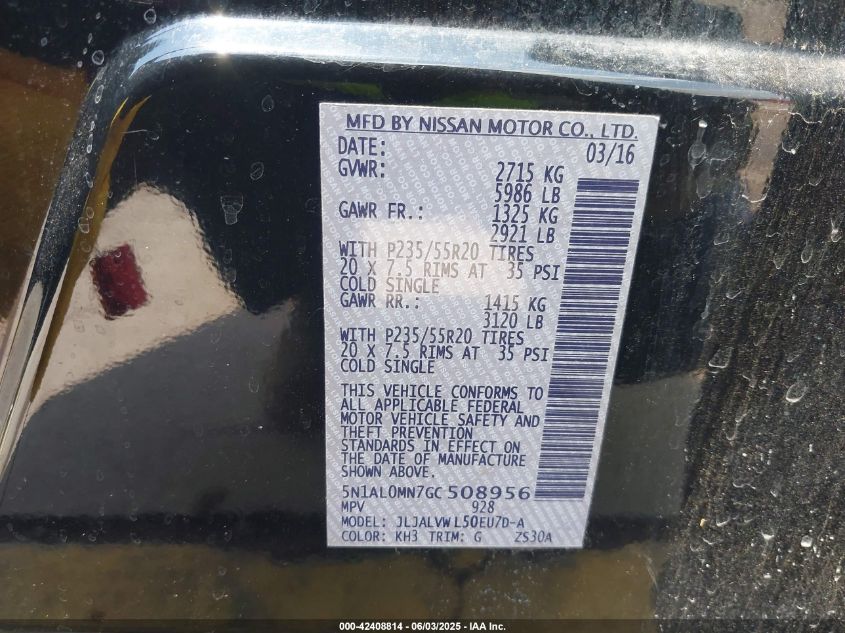 MFD BY NISSAN MOTOR CO., LTD.
DATE: 03/16
GVWR: 2715 KG
5986 LB
GAWR FR.: 1325 KG
2921 LB
WITH P235/55R20 TIRES
20 X 7.5 RIMS AT 35 PSI
COLD SINGLE
GAWR RR.: 1415 KG
3120 LB
WITH P235/55R20 TIRES
20 X 7.5 RIMS AT 35 PSI
COLD SINGLE
THIS VEHICLE CONFORMS TO
ALL APPLICABLE FEDERAL
MOTOR VEHICLE SAFETY AND
THEFT PREVENTION
STANDARDS IN EFFECT ON
THE DATE OF MANUFACTURE
SHOWN ABOVE.
5N1AL0MN7GC508956
MPV 928
MODEL: JLJALVWL50EU7D-A
COLOR: KH3 TRIM: G ZS30A
000-42408814 - 06/03/2025 - IAA Inc.